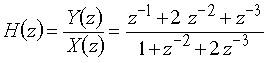 H(z) = Y(z)/X(z) = (z⁻¹ + 2 z⁻² + z⁻³)/(1 + z⁻² + 2 z⁻³)